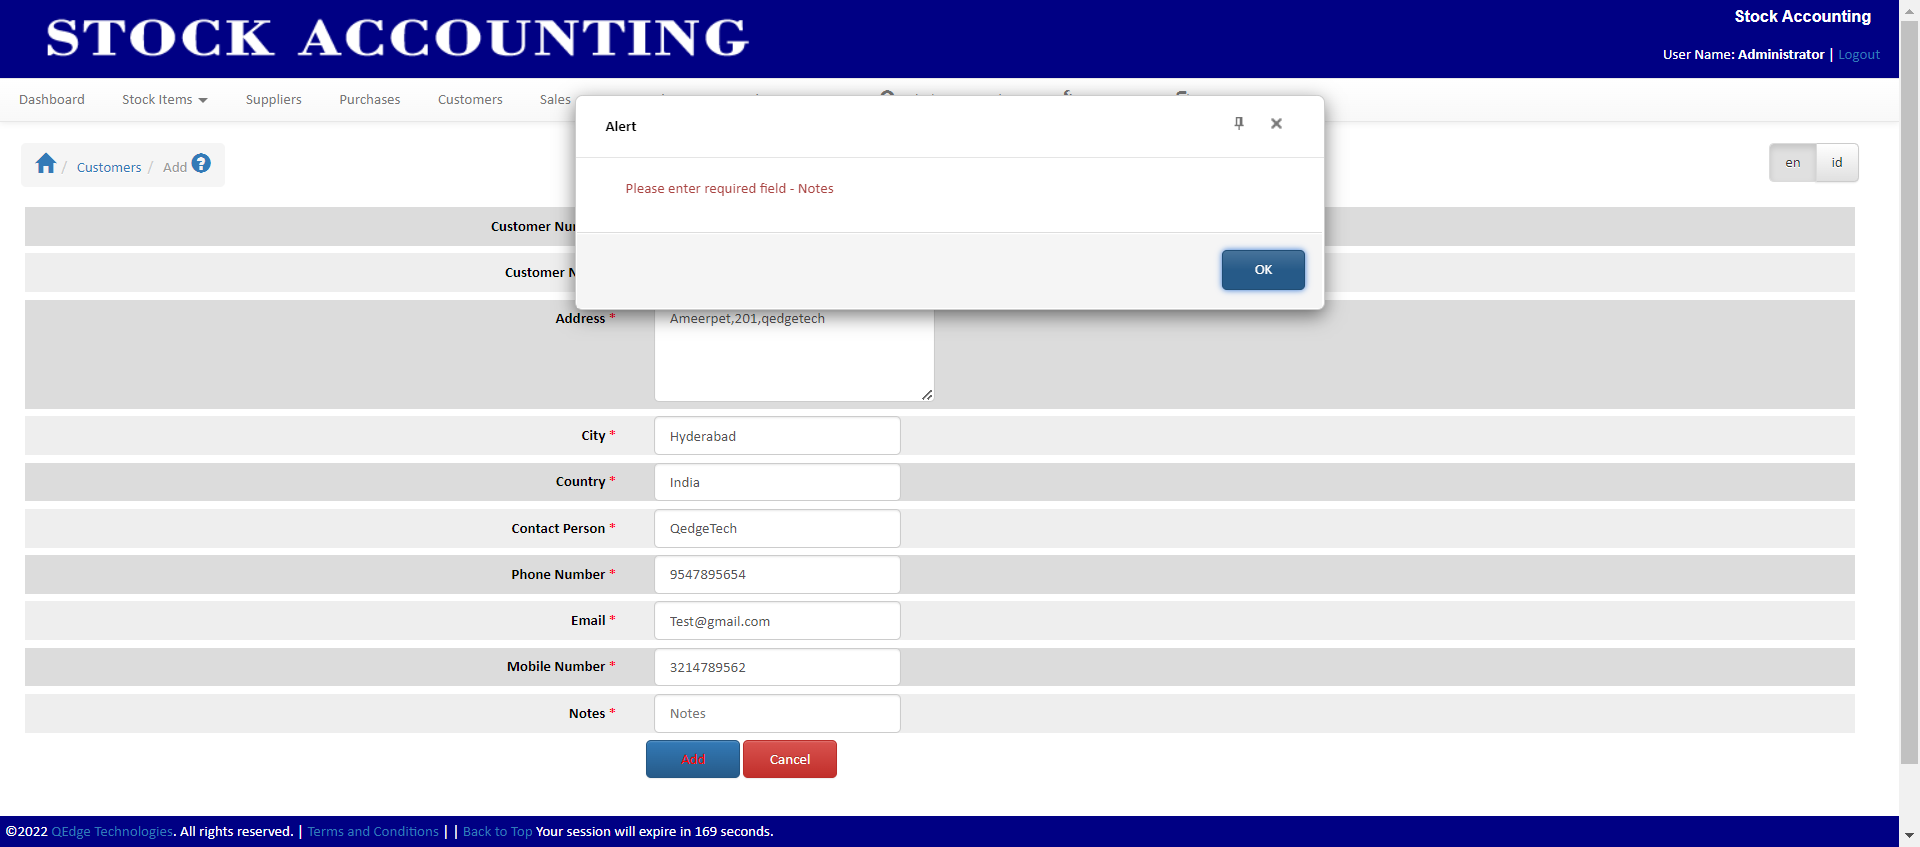 STOCK ACCOUNTING
Stock Accounting
User Name: Administrator | Logout
Dashboard Stock Items Suppliers Purchases Customers Sales
Alert
Please enter required field - Notes
OK
/ Customers / Add ?
en id
Customer
Customer
Address * Ameerpet,201,qedgetech
City * Hyderabad
Country * India
Contact Person * QedgeTech
Phone Number * 9547895654
Email * Test@gmail.com
Mobile Number * 3214789562
Notes * Notes
Add Cancel
©2022 QEdge Technologies. All rights reserved. | Terms and Conditions | | Back to Top Your session will expire in 169 seconds.